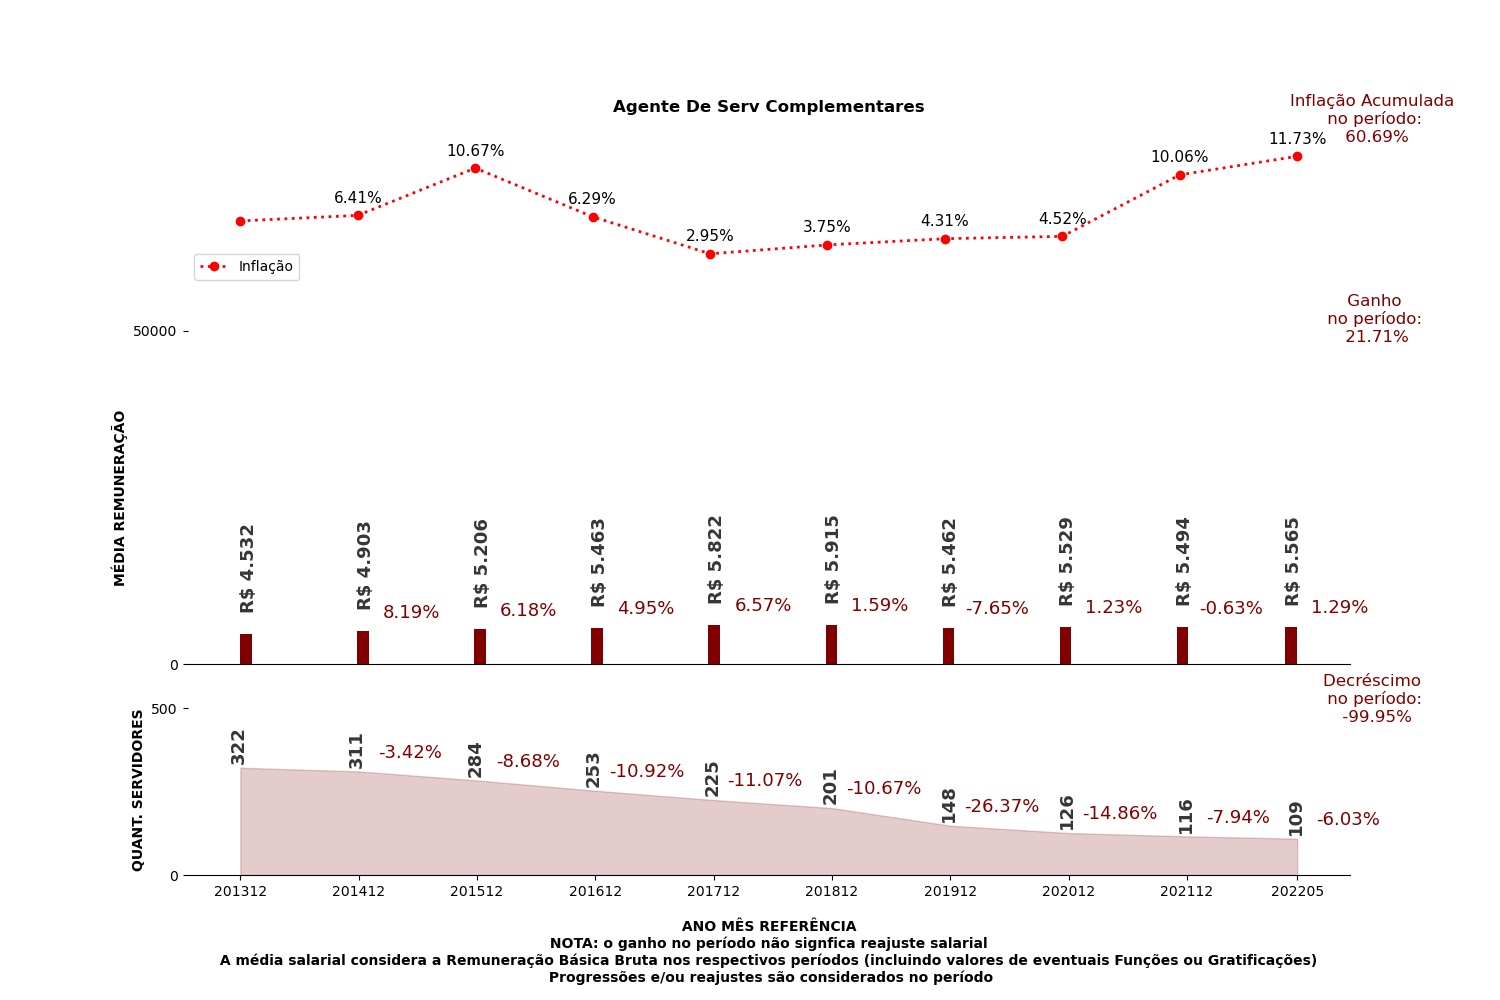 Agente De Serv Complementares
Inflação Acumulada
no período:
60.69%
6.41%
10.67%
6.29%
2.95%
3.75%
4.31%
4.52%
10.06%
11.73%
Inflação
Ganho
no período:
21.71%
50000
0
MÉDIA REMUNERAÇÃO
R$ 4.532
R$ 4.903
R$ 5.206
R$ 5.463
R$ 5.822
R$ 5.915
R$ 5.462
R$ 5.529
R$ 5.494
R$ 5.565
8.19%
6.18%
4.95%
6.57%
1.59%
-7.65%
1.23%
-0.63%
1.29%
Decréscimo
no período:
-99.95%
500
0
QUANT. SERVIDORES
322
311
284
253
225
201
148
126
116
109
-3.42%
-8.68%
-10.92%
-11.07%
-10.67%
-26.37%
-14.86%
-7.94%
-6.03%
201312
201412
201512
201612
201712
201812
201912
202012
202112
202205
ANO MÊS REFERÊNCIA
NOTA: o ganho no período não signfica reajuste salarial
A média salarial considera a Remuneração Básica Bruta nos respectivos períodos (incluindo valores de eventuais Funções ou Gratificações)
Progressões e/ou reajustes são considerados no período